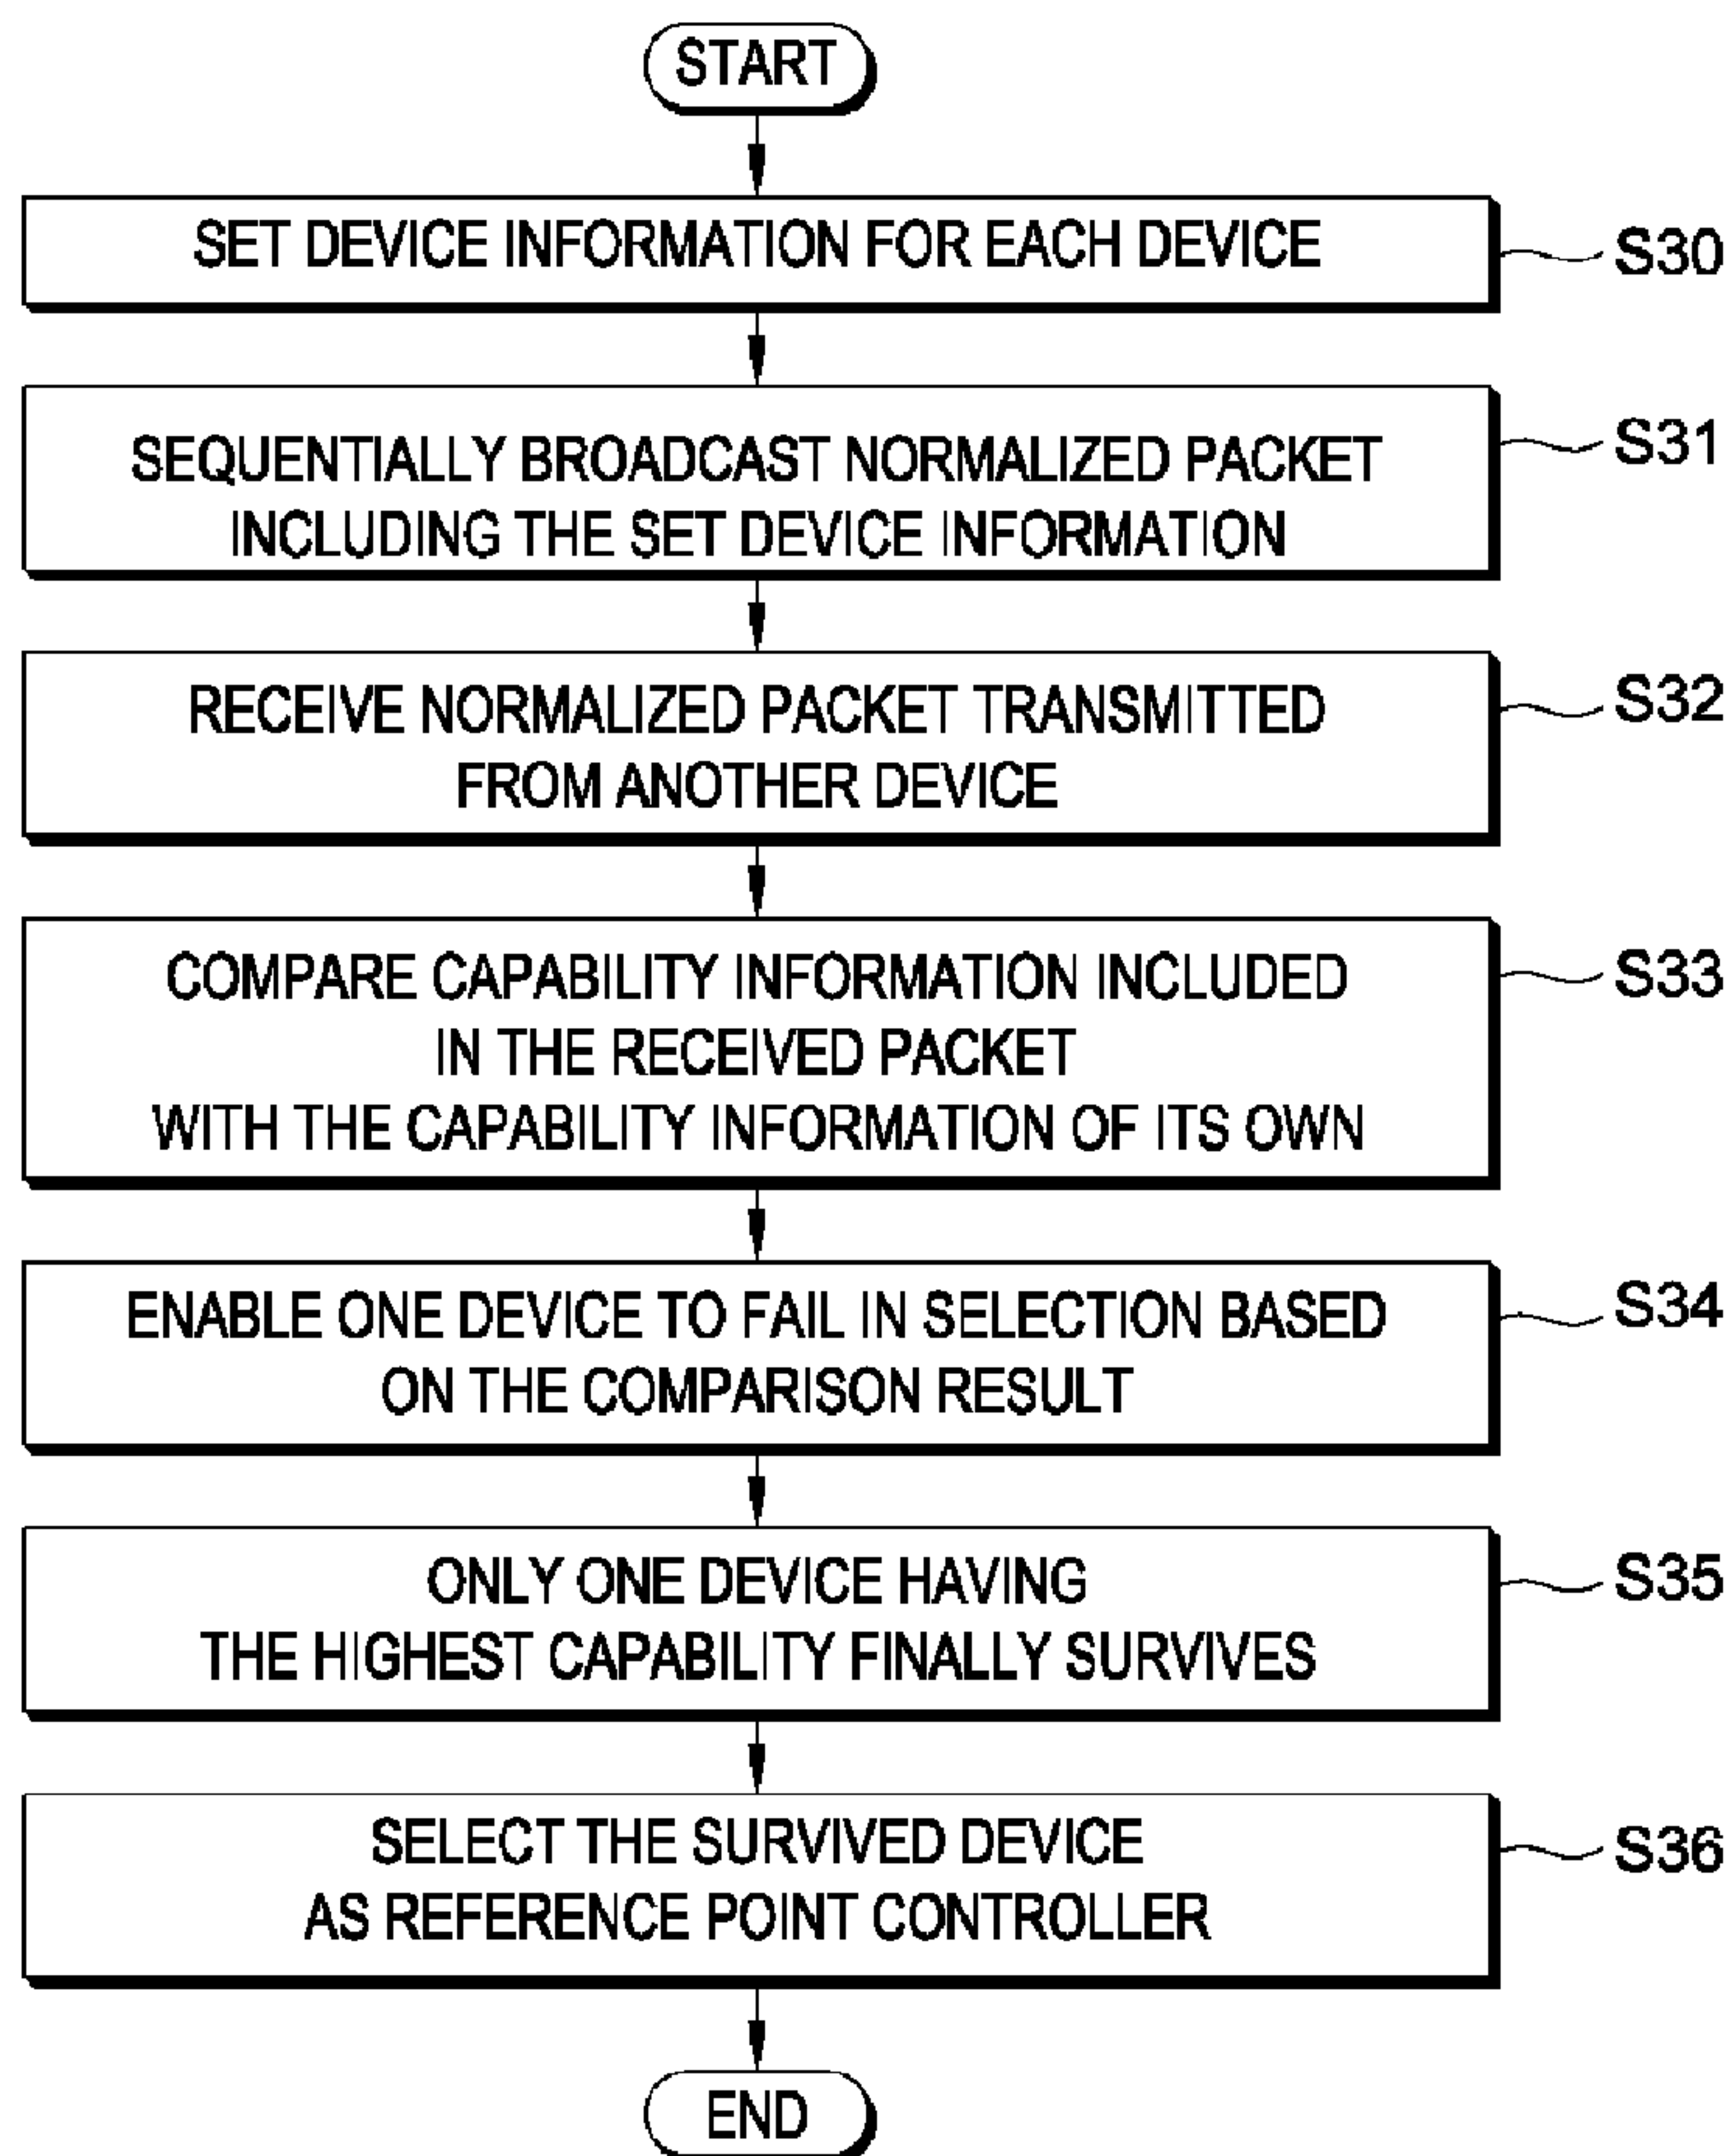 START
SET DEVICE INFORMATION FOR EACH DEVICE
S30
SEQUENTIALLY BROADCAST NORMALIZED PACKET
INCLUDING THE SET DEVICE INFORMATION
S31
RECEIVE NORMALIZED PACKET TRANSMITTED
FROM ANOTHER DEVICE
S32
COMPARE CAPABILITY INFORMATION INCLUDED
IN THE RECEIVED PACKET
WITH THE CAPABILITY INFORMATION OF ITS OWN
S33
ENABLE ONE DEVICE TO FAIL IN SELECTION BASED
ON THE COMPARISON RESULT
S34
ONLY ONE DEVICE HAVING
THE HIGHEST CAPABILITY FINALLY SURVIVES
S35
SELECT THE SURVIVED DEVICE
AS REFERENCE POINT CONTROLLER
S36
END